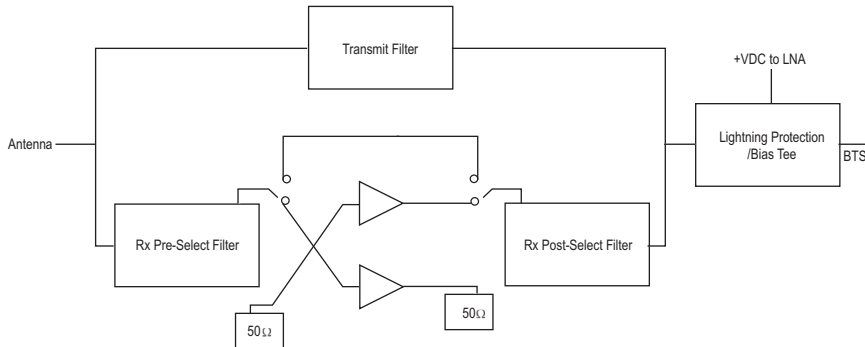 Transmit Filter
+VDC to LNA
Antenna
Lightning Protection
/Bias Tee
BTS
Rx Pre-Select Filter
Rx Post-Select Filter
50Ω
50Ω